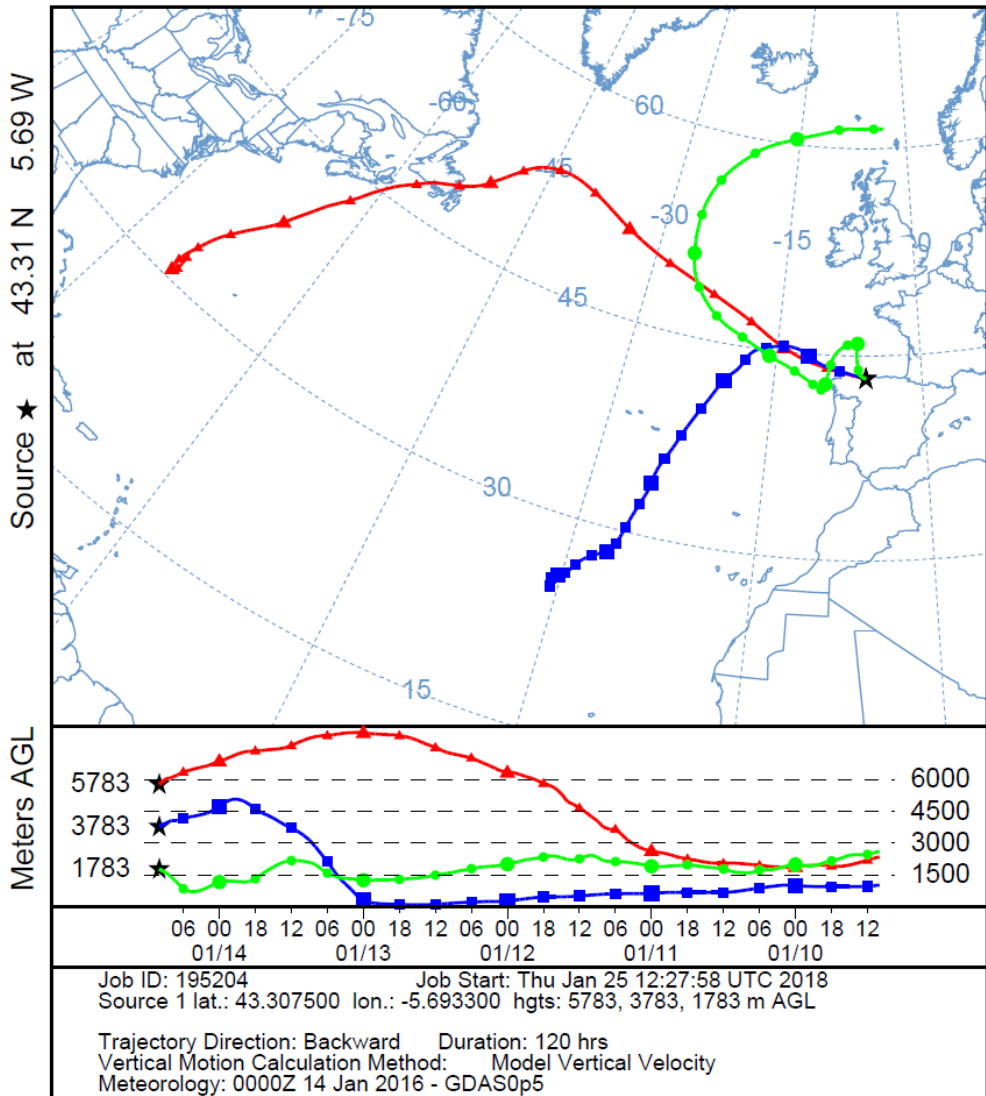 Source ★ at 43.31 N 5.69 W
-75
-60
60
-45
-30
-15
0
45
30
15
Meters AGL
5783
3783
1783
6000
4500
3000
1500
06 00 18 12 06 00 18 12 06 00 18 12 06 00 18 12 06 00 18 12
01/14 01/13 01/12 01/11 01/10
Job ID: 195204 Job Start: Thu Jan 25 12:27:58 UTC 2018
Source 1 lat.: 43.307500 lon.: -5.693300 hgts: 5783, 3783, 1783 m AGL
Trajectory Direction: Backward Duration: 120 hrs
Vertical Motion Calculation Method: Model Vertical Velocity
Meteorology: 0000Z 14 Jan 2016 - GDAS0p5